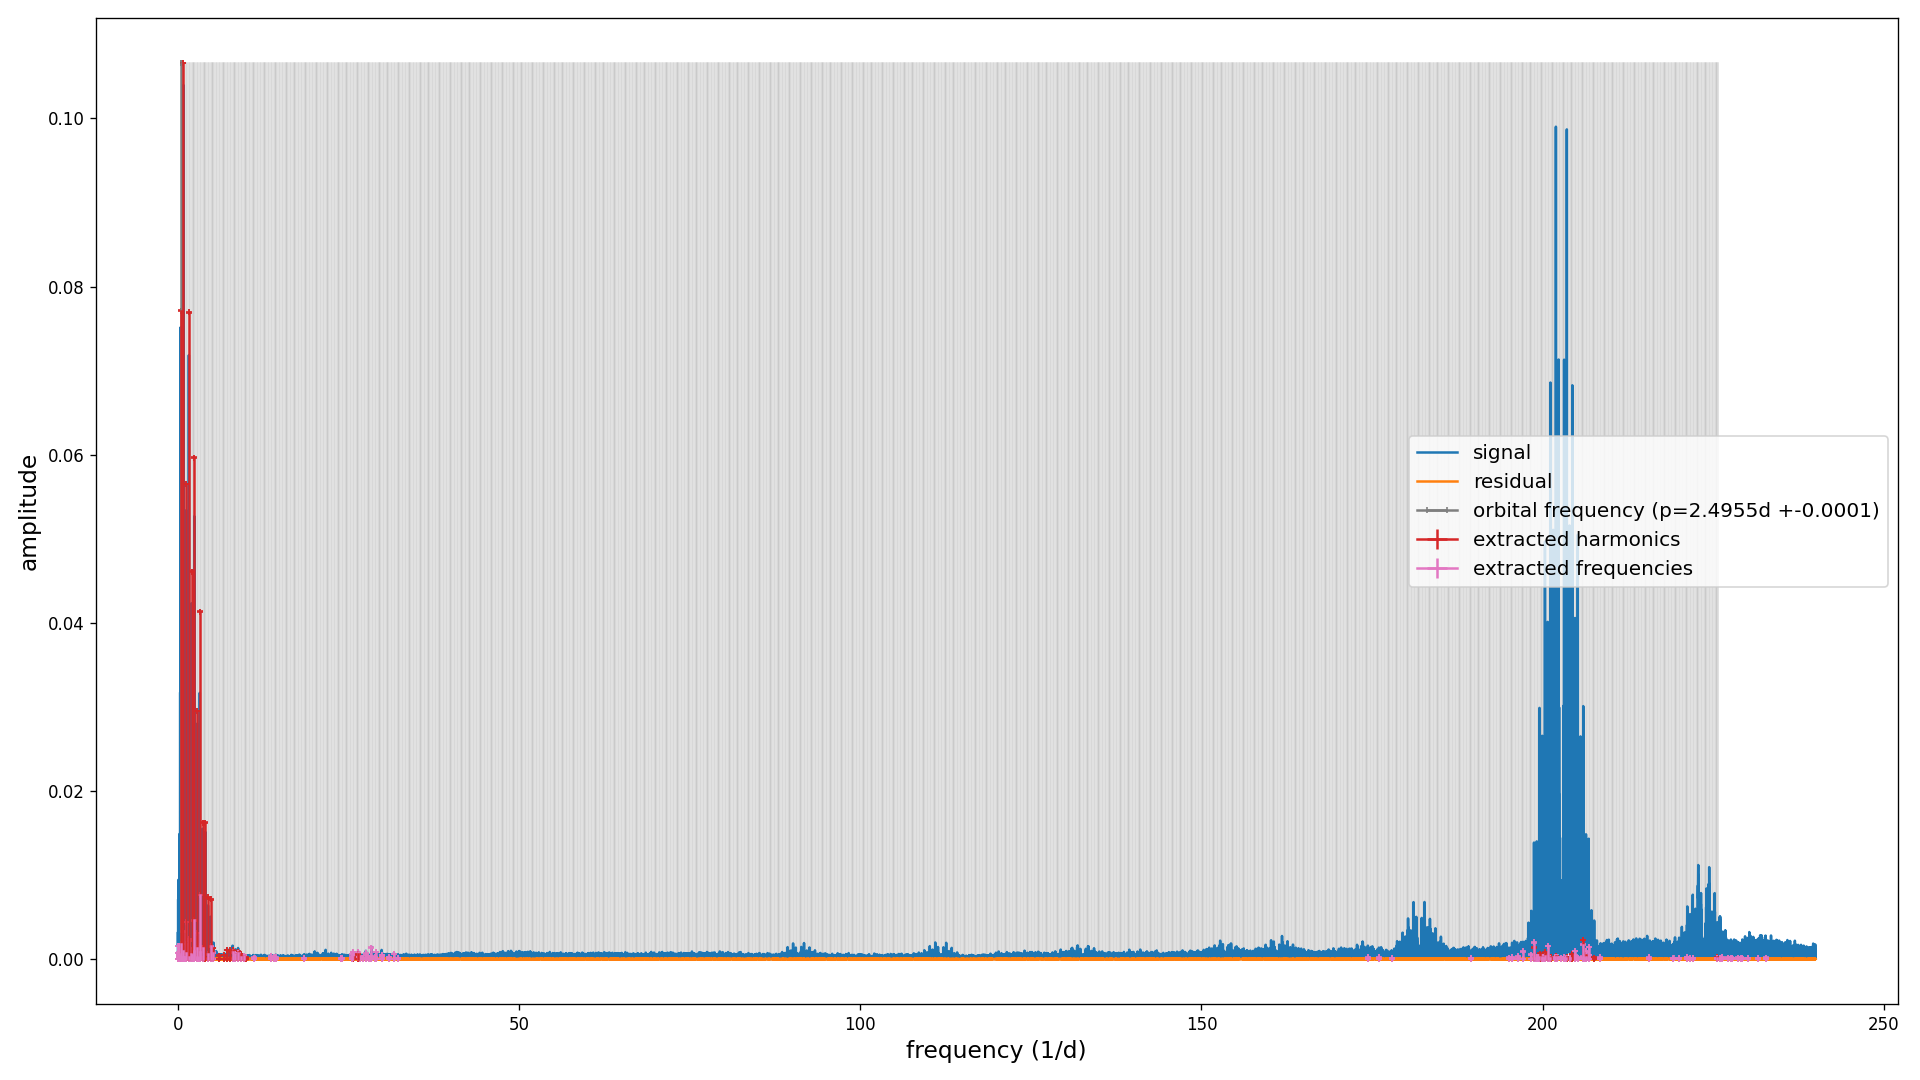 0.10
0.08
0.06
0.04
0.02
0.00
amplitude
signal
residual
orbital frequency (p=2.4955d +-0.0001)
extracted harmonics
extracted frequencies
0 50 100 150 200 250
frequency (1/d)